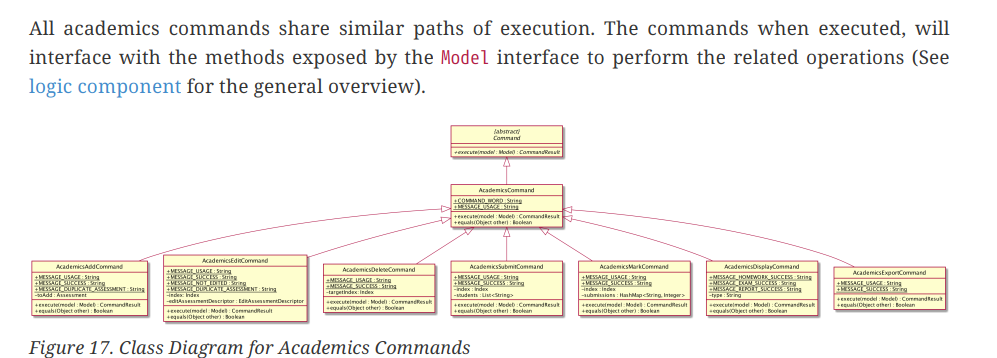 All academics commands share similar paths of execution. The commands when executed, will
interface with the methods exposed by the Model interface to perform the related operations (See
logic component for the general overview).
{abstract}
Command
+execute(model : Model) : CommandResult
AcademicsCommand
+COMMAND_WORD : String
+MESSAGE_USAGE : String
+execute(model : Model) : CommandResult
+equals(Object other) : Boolean
AcademicsAddCommand
+MESSAGE_USAGE : String
+MESSAGE_SUCCESS : String
+MESSAGE_DUPLICATE_ASSESSMENT : String
-toAdd : Assessment
+execute(model : Model) : CommandResult
+equals(Object other) : Boolean
AcademicsEditCommand
+MESSAGE_USAGE : String
+MESSAGE_SUCCESS : String
+MESSAGE_NOT_EDITED : String
+MESSAGE_DUPLICATE_ASSESSMENT : String
-index: Index
-editAssessmentDescriptor : EditAssessmentDescriptor
+execute(model : Model) : CommandResult
+equals(Object other) : Boolean
AcademicsDeleteCommand
+MESSAGE_USAGE : String
+MESSAGE_SUCCESS : String
-targetIndex: Index
+execute(model : Model) : CommandResult
+equals(Object other) : Boolean
AcademicsSubmitCommand
+MESSAGE_USAGE : String
+MESSAGE_SUCCESS : String
-index : Index
-students : List<String>
+execute(model : Model) : CommandResult
+equals(Object other) : Boolean
AcademicsMarkCommand
+MESSAGE_USAGE : String
+MESSAGE_SUCCESS : String
-index : Index
-submissions : HashMap<String, Integer>
+execute(model : Model) : CommandResult
+equals(Object other) : Boolean
AcademicsDisplayCommand
+MESSAGE_HOMEWORK_SUCCESS : String
+MESSAGE_EXAM_SUCCESS : String
+MESSAGE_REPORT_SUCCESS : String
-type : String
+execute(model : Model) : CommandResult
+equals(Object other) : Boolean
AcademicsExportCommand
+MESSAGE_USAGE : String
+MESSAGE_SUCCESS : String
+execute(model : Model) : CommandResult
+equals(Object other) : Boolean
Figure 17. Class Diagram for Academics Commands